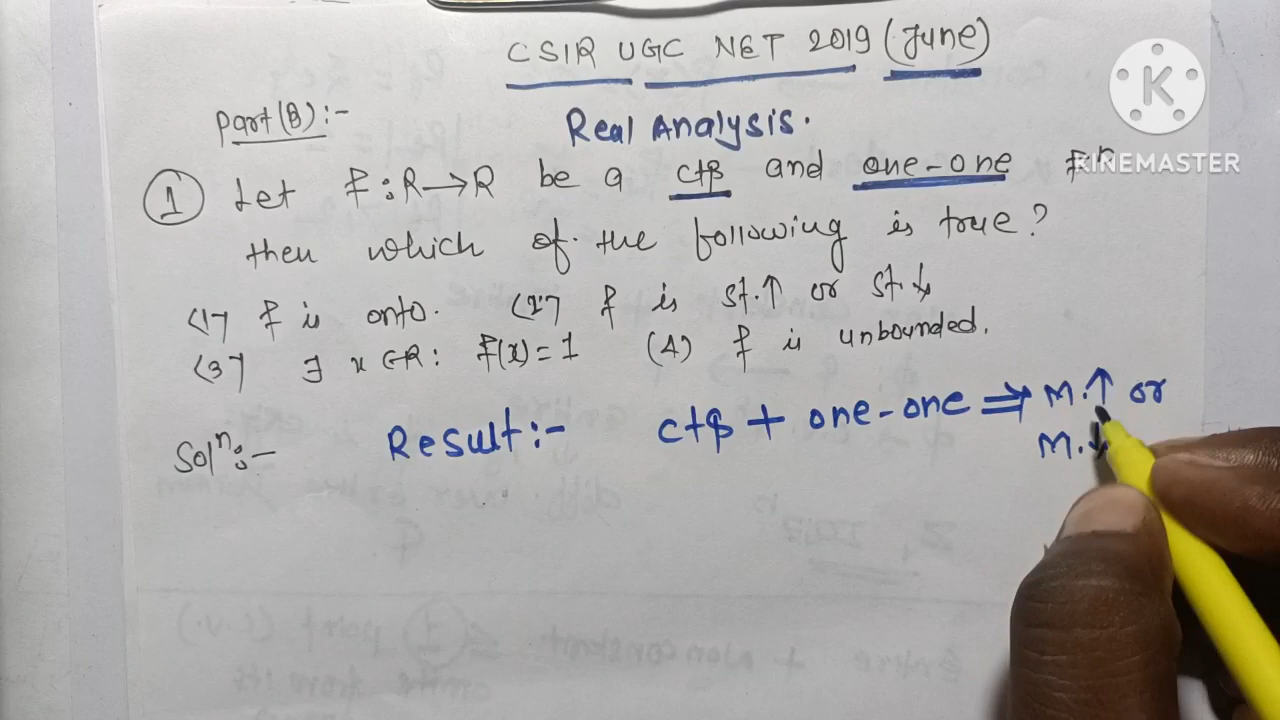 CSIR UGC NET 2019 (June)
Part (B):-
Real Analysis.
K
KINEMASTER
① Let f:R→R be a cts and one-one fⁿ
then which of the following is true?
(1) f is onto. (2) f is st.↑ or st.↓
(3) ∃ x∈R: f(x)=1 (4) f is unbounded.
Result:- cts + one-one ⇒ M.↑ or
M.↓
Solⁿ:-